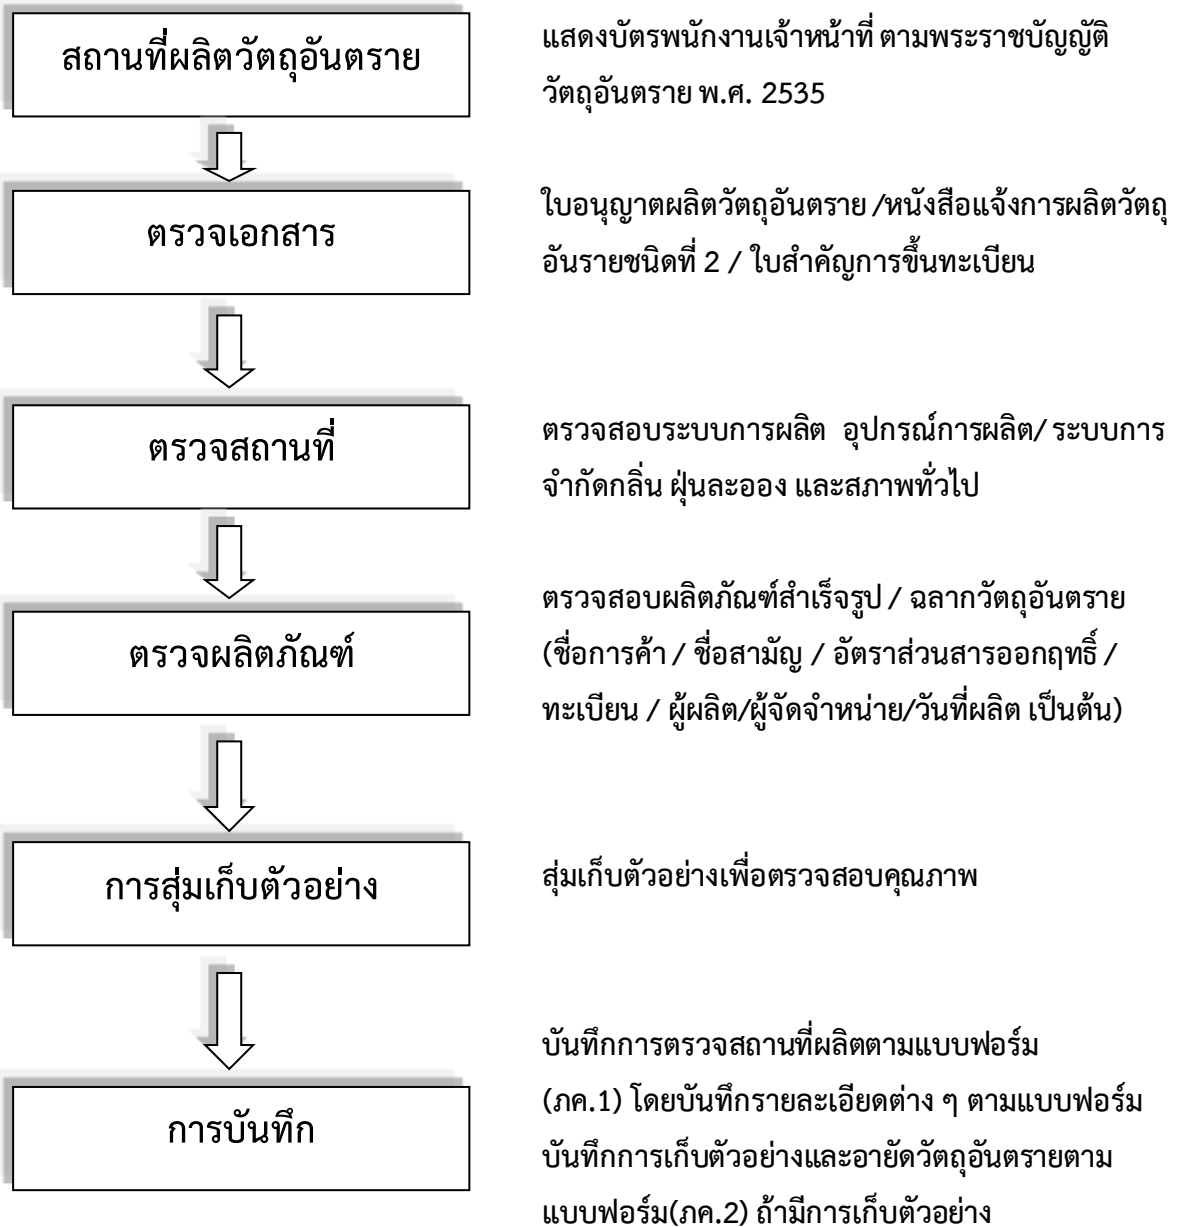 สถานที่ผลิตวัตถุอันตราย
แสดงบัตรพนักงานเจ้าหน้าที่ ตามพระราชบัญญัติ
วัตถุอันตราย พ.ศ. 2535
ตรวจเอกสาร
ใบอนุญาตผลิตวัตถุอันตราย /หนังสือแจ้งการผลิตวัตถุ
อันรายชนิดที่ 2 / ใบสำคัญการขึ้นทะเบียน
ตรวจสถานที่
ตรวจสอบระบบการผลิต อุปกรณ์การผลิต/ ระบบการ
จำกัดกลิ่น ฝุ่นละออง และสภาพทั่วไป
ตรวจผลิตภัณฑ์
ตรวจสอบผลิตภัณฑ์สำเร็จรูป / ฉลากวัตถุอันตราย
(ชื่อการค้า / ชื่อสามัญ / อัตราส่วนสารออกฤทธิ์ /
ทะเบียน / ผู้ผลิต/ผู้จัดจำหน่าย/วันที่ผลิต เป็นต้น)
การสุ่มเก็บตัวอย่าง
สุ่มเก็บตัวอย่างเพื่อตรวจสอบคุณภาพ
การบันทึก
บันทึกการตรวจสถานที่ผลิตตามแบบฟอร์ม
(ภค.1) โดยบันทึกรายละเอียดต่าง ๆ ตามแบบฟอร์ม
บันทึกการเก็บตัวอย่างและอายัดวัตถุอันตรายตาม
แบบฟอร์ม(ภค.2) ถ้ามีการเก็บตัวอย่าง